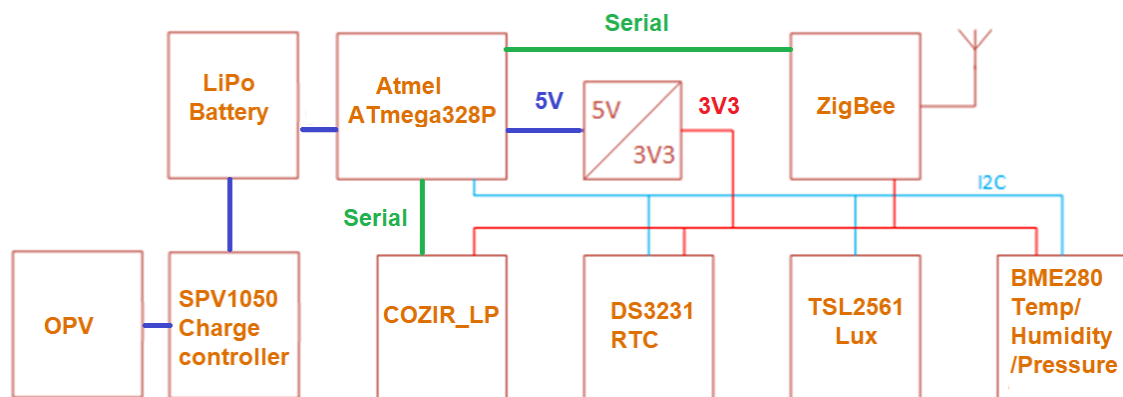 Serial
LiPo
Battery
Atmel
ATmega328P
5V
5V
3V3
3V3
ZigBee
I2C
Serial
OPV
SPV1050
Charge
controller
COZIR_LP
DS3231
RTC
TSL2561
Lux
BME280
Temp/
Humidity
/Pressure